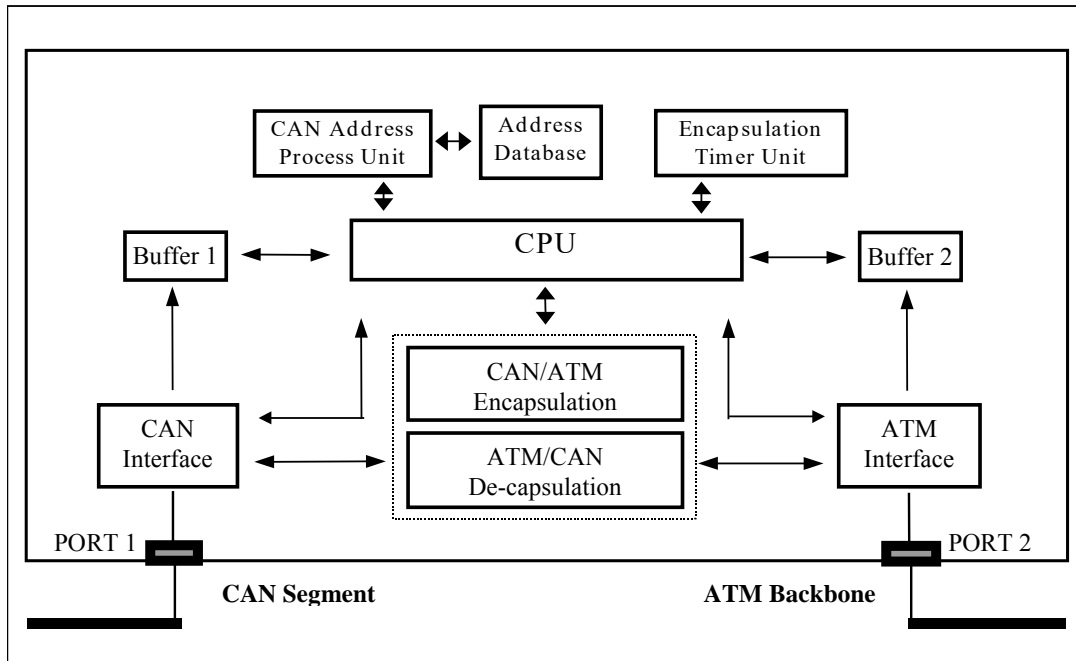 CAN Address
Process Unit
Address
Database
Encapsulation
Timer Unit
CPU
Buffer 1
Buffer 2
CAN/ATM
Encapsulation
CAN
Interface
ATM/CAN
De-capsulation
ATM
Interface
PORT 1
PORT 2
CAN Segment
ATM Backbone